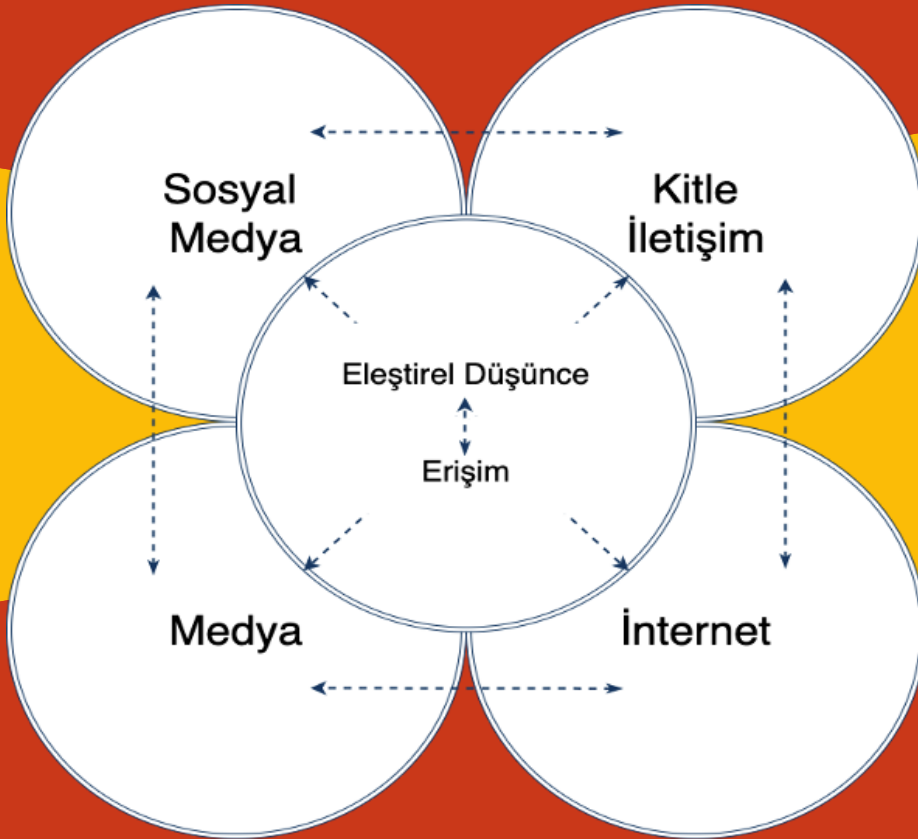 Sosyal
Medya
Kitle
İletişim
Eleştirel Düşünce
Erişim
Medya
İnternet